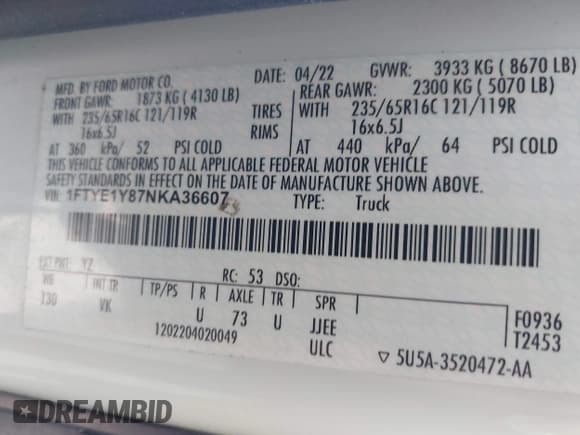 MFD. BY FORD MOTOR CO. DATE: 04/22 GVWR: 3933 KG ( 8670 LB)
FRONT GAWR: 1873 KG ( 4130 LB) REAR GAWR: 2300 KG ( 5070 LB)
WITH 235/65R16C 121/119R TIRES WITH 235/65R16C 121/119R
16x6.5J RIMS 16x6.5J
AT 360 kPa/ 52 PSI COLD AT 440 kPa/ 64 PSI COLD
THIS VEHICLE CONFORMS TO ALL APPLICABLE FEDERAL MOTOR VEHICLE
SAFETY STANDARDS IN EFFECT ON THE DATE OF MANUFACTURE SHOWN ABOVE.
VIN: 1FTYE1Y87NKA36607 TYPE: Truck
EXT PNT: YZ RC: 53 DSO:
WB INT TR TP/PS R AXLE TR SPR
130 VK U 73 U JJEE
ULC
F0936
T2453
1202204020049
▽ 5U5A-3520472-AA
DREAMBID